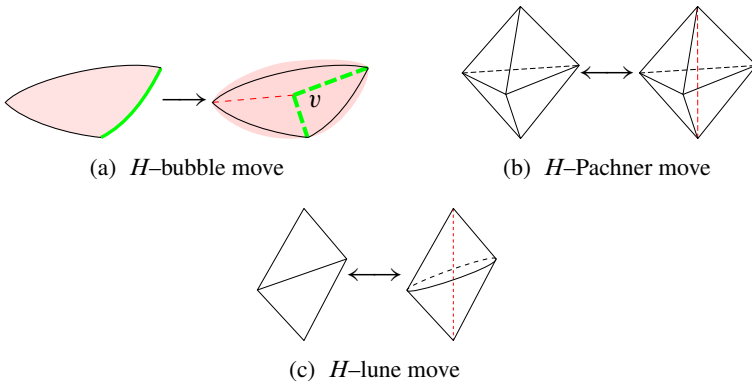 v
(a) H–bubble move
(b) H–Pachner move
(c) H–lune move